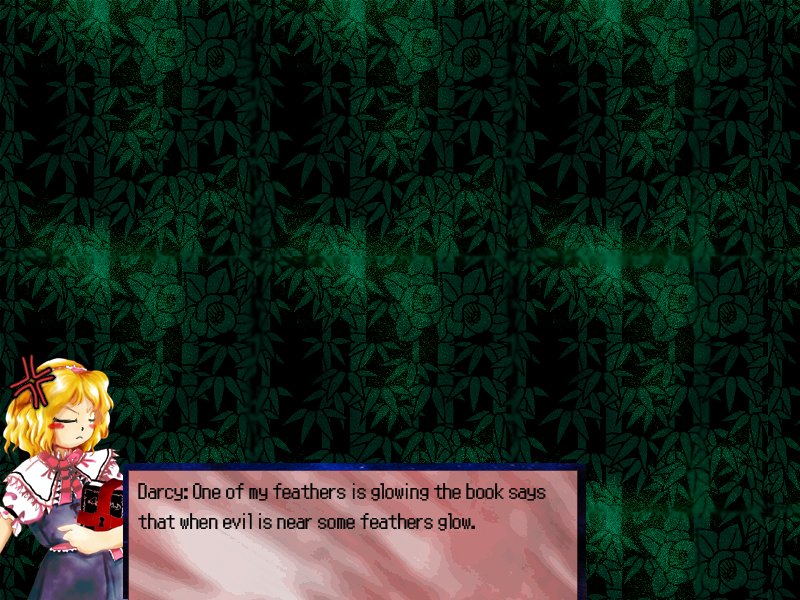 Darcy: One of my feathers is glowing the book says
that when evil is near some feathers glow.